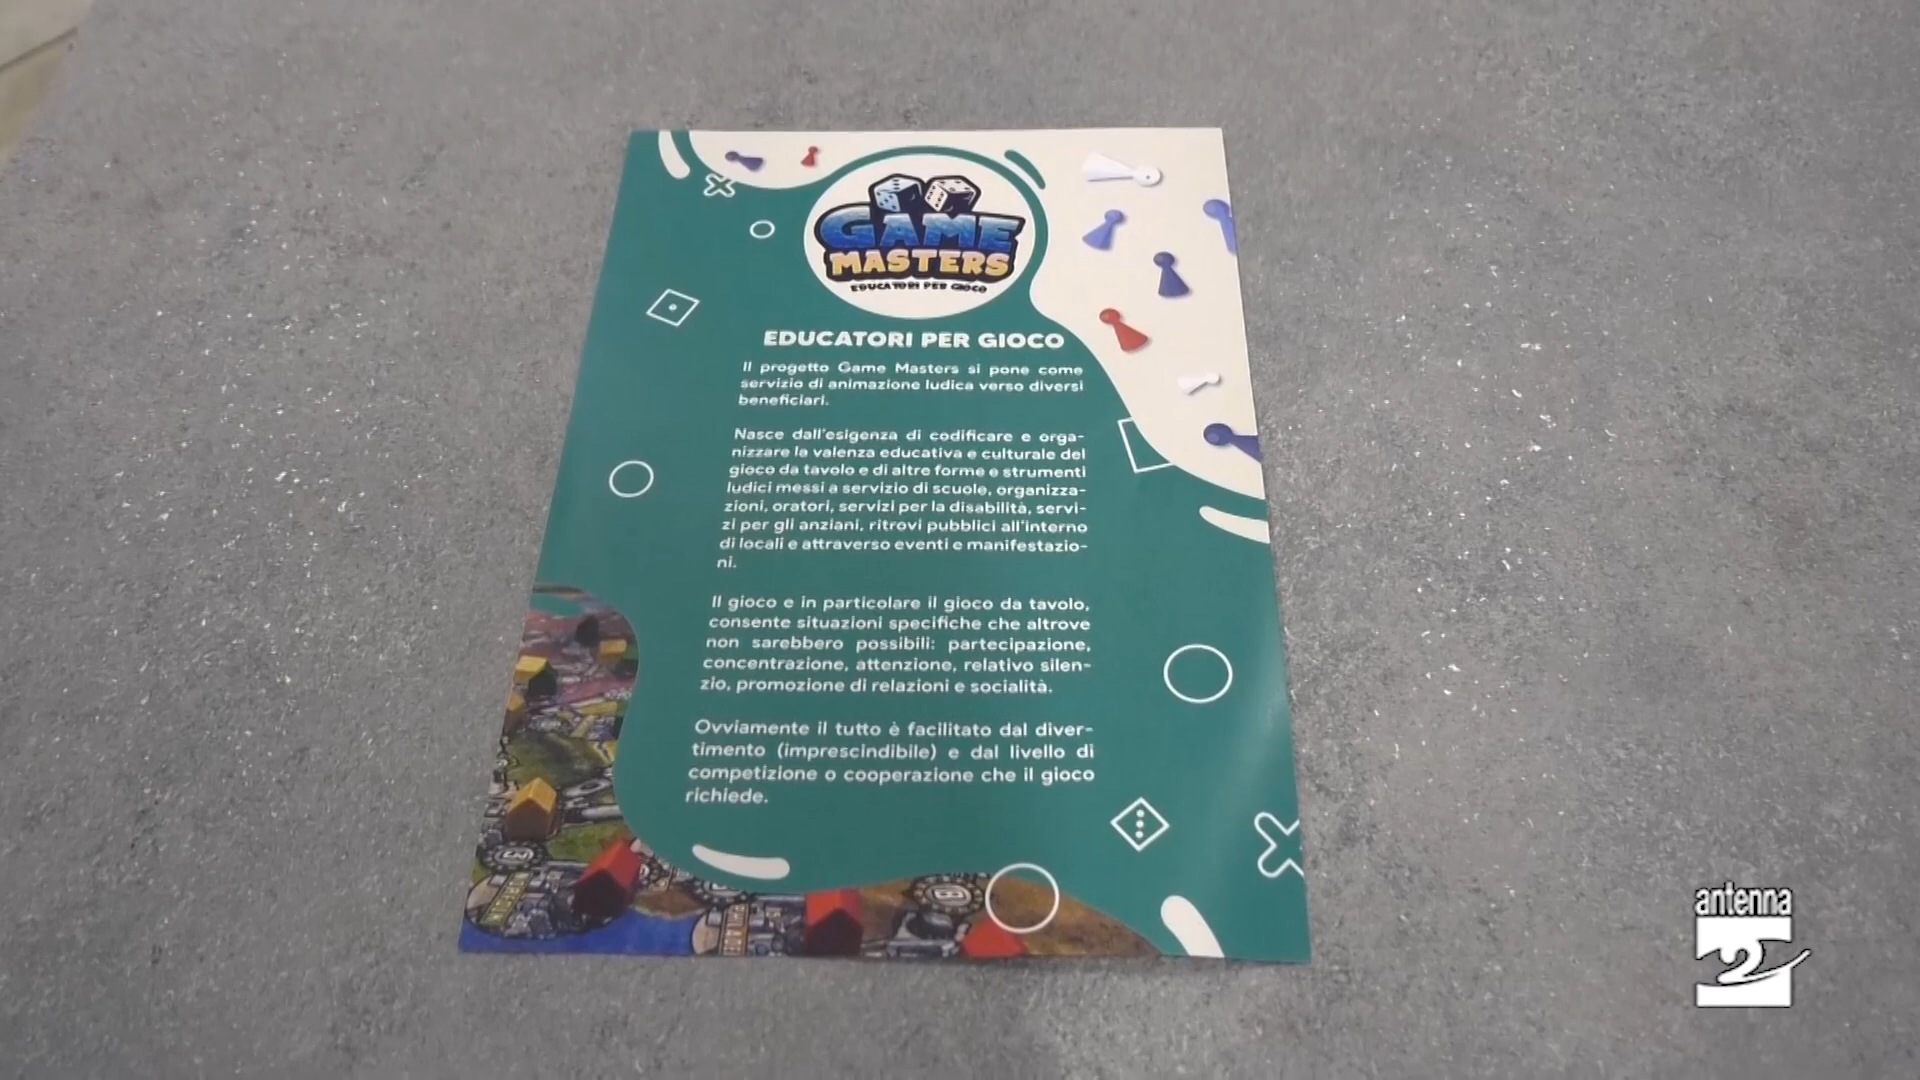 GAME
MASTERS
EDUCATORI PER GIOCO
EDUCATORI PER GIOCO
Il progetto Game Masters si pone come
servizio di animazione ludica verso diversi
beneficiari.
Nasce dall'esigenza di codificare e orga-
nizzare la valenza educativa e culturale del
gioco da tavolo e di altre forme e strumenti
ludici messi a servizio di scuole, organizza-
zioni, oratori, servizi per la disabilità, servi-
zi per gli anziani, ritrovi pubblici all'interno
di locali e attraverso eventi e manifestazio-
ni.
Il gioco e in particolare il gioco da tavolo,
consente situazioni specifiche che altrove
non sarebbero possibili: partecipazione,
concentrazione, attenzione, relativo silen-
zio, promozione di relazioni e socialità.
Ovviamente il tutto è facilitato dal diver-
timento (imprescindibile) e dal livello di
competizione o cooperazione che il gioco
richiede.
antenna
2